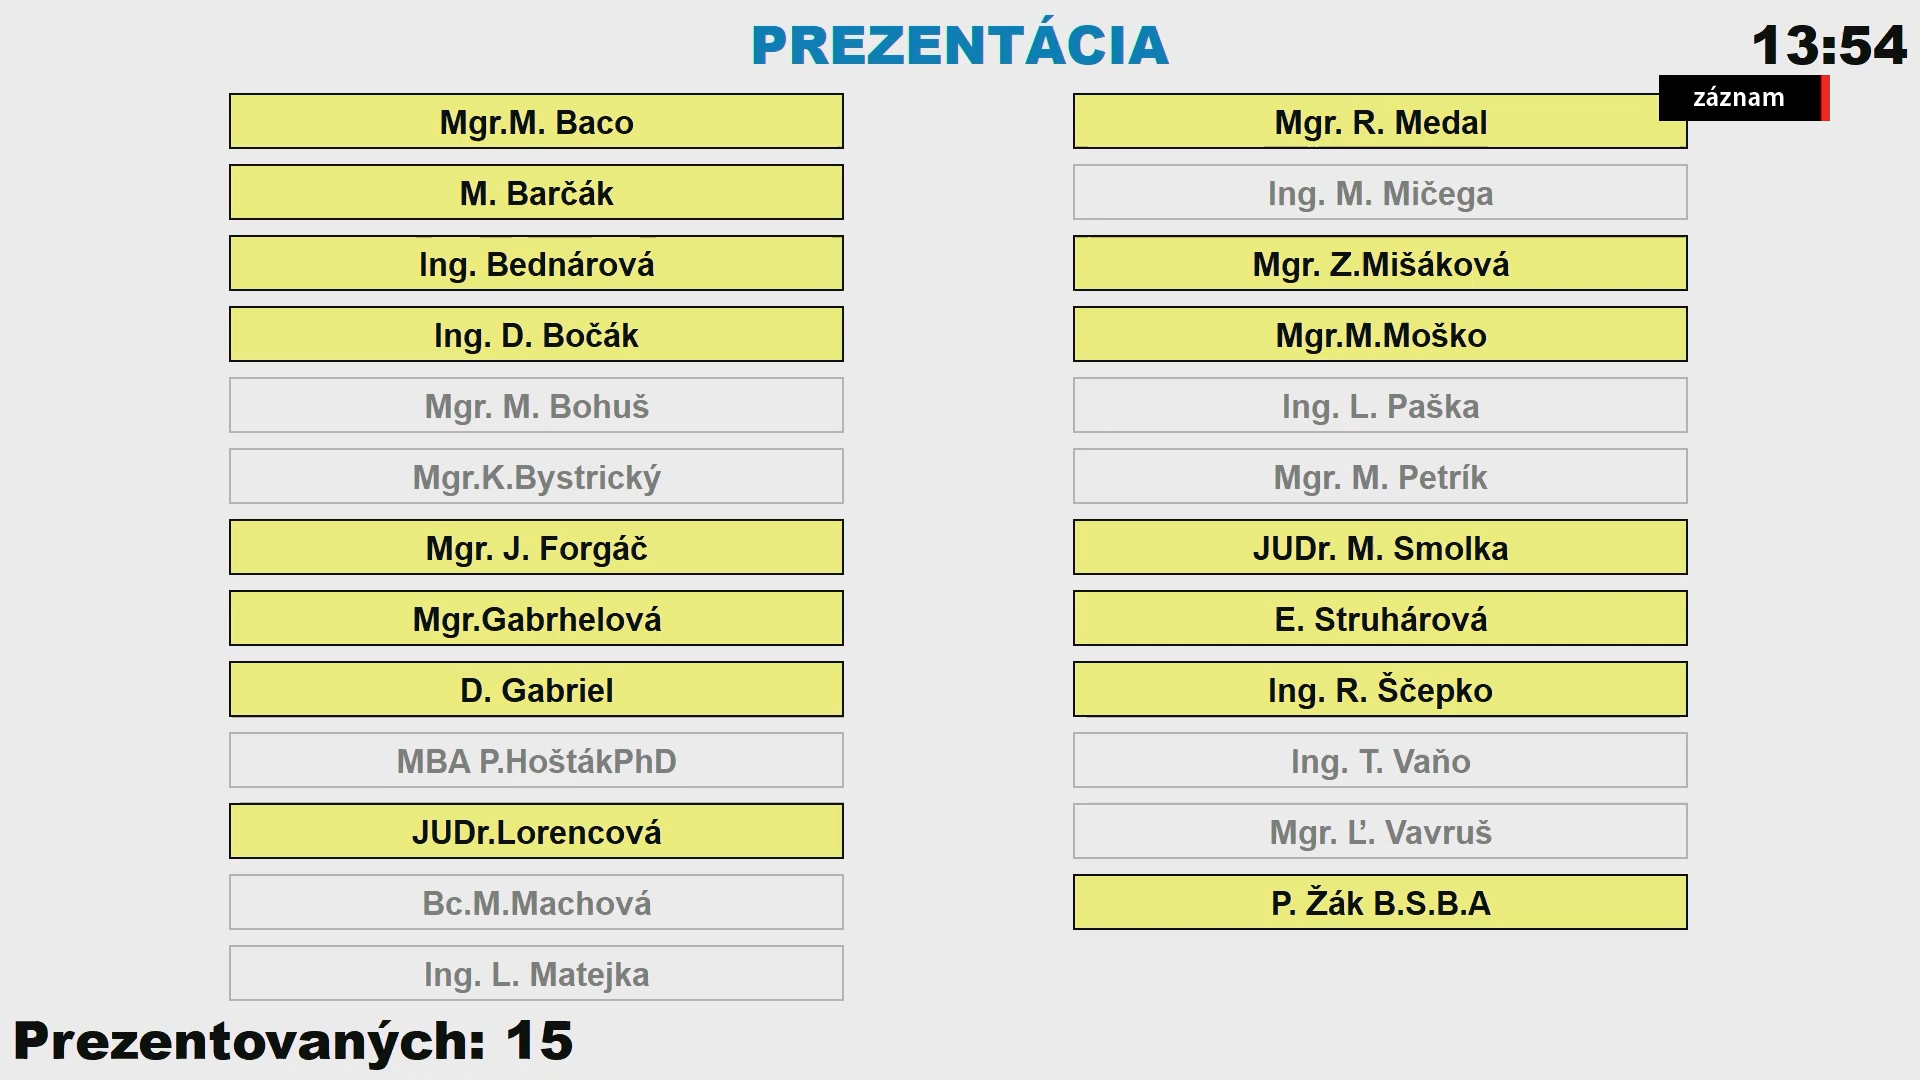 PREZENTÁCIA
13:54
záznam
Mgr.M. Baco
M. Barčák
Ing. Bednárová
Ing. D. Bočák
Mgr. M. Bohuš
Mgr.K.Bystrický
Mgr. J. Forgáč
Mgr.Gabrhelová
D. Gabriel
MBA P.HoštákPhD
JUDr.Lorencová
Bc.M.Machová
Ing. L. Matejka
Mgr. R. Medal
Ing. M. Mičega
Mgr. Z.Mišáková
Mgr.M.Moško
Ing. L. Paška
Mgr. M. Petrík
JUDr. M. Smolka
E. Struhárová
Ing. R. Ščepko
Ing. T. Vaňo
Mgr. Ľ. Vavruš
P. Žák B.S.B.A
Prezentovaných: 15